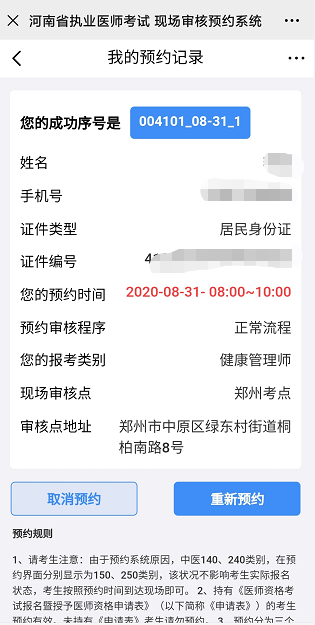 河南省执业医师考试 现场审核预约系统
我的预约记录
您的成功序号是 004101_08-31_1
姓名
手机号
证件类型 居民身份证
证件编号
您的预约时间 2020-08-31- 08:00~10:00
预约审核程序 正常流程
您的报考类别 健康管理师
现场审核点 郑州考点
审核点地址 郑州市中原区绿东村街道桐
柏南路8号
取消预约 重新预约
预约规则
1、请考生注意：由于预约系统原因，中医140、240类别，在预
约界面分别显示为150、250类别，该状况不影响考生实际报名
状态，考生按照预约时间到达现场即可。 2、持有《医师资格考
试报名暨授予医师资格申请表》（以下简称《申请表》）的考生
预约有效，未持有《申请表》考生请勿预约。 3、预约分为三个